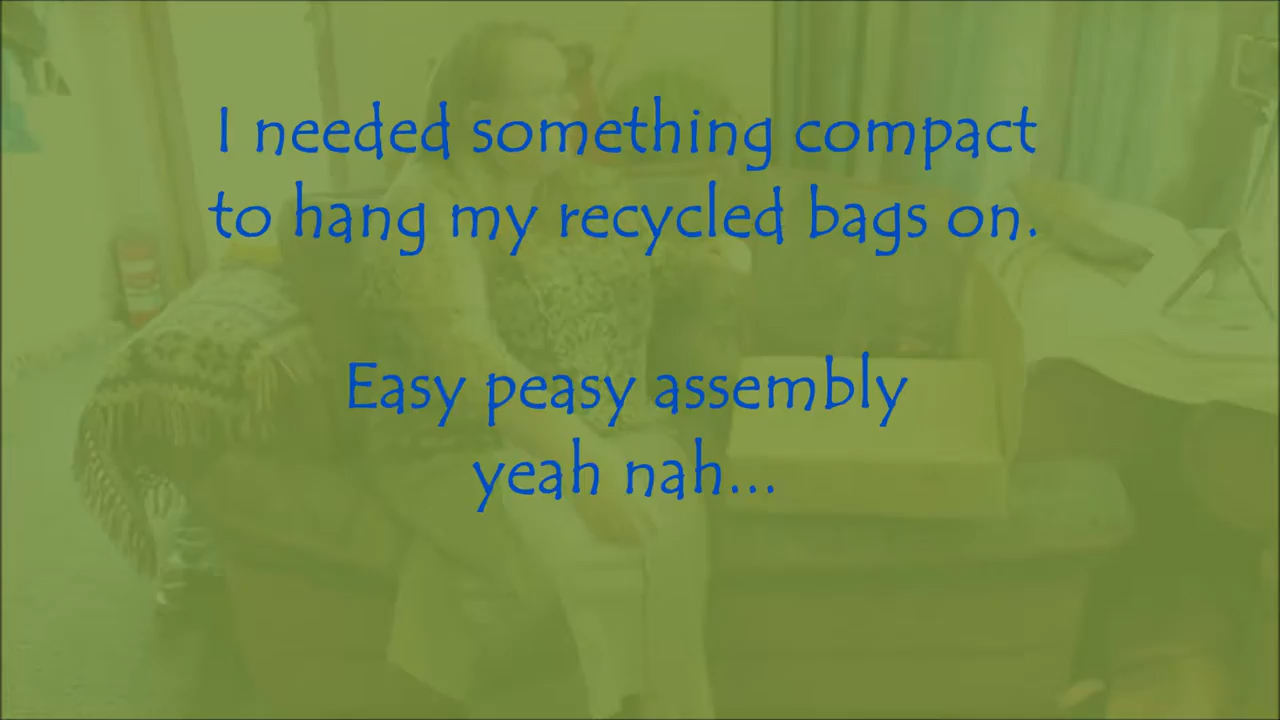 I needed something compact
to hang my recycled bags on.
Easy peasy assembly
yeah nah...